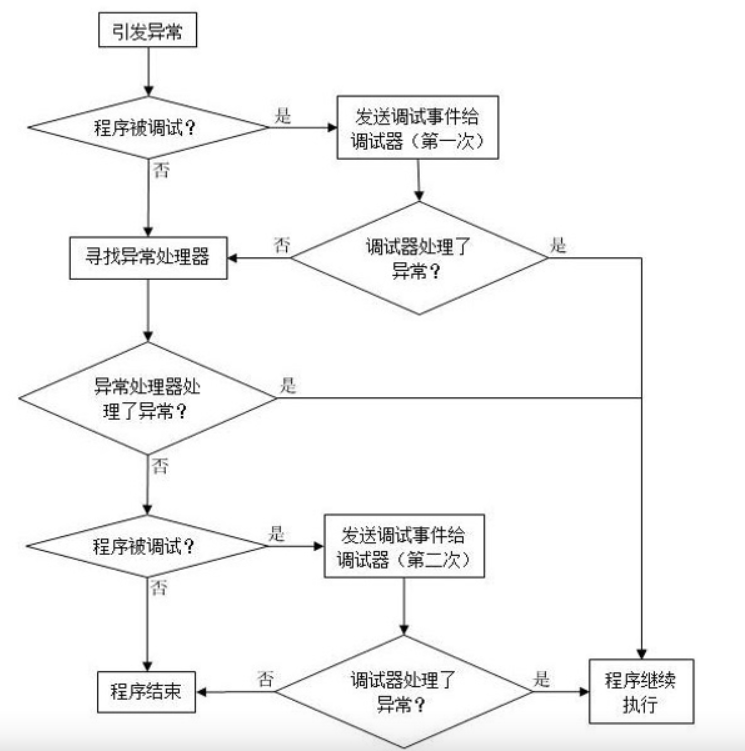 引发异常
程序被调试？
是
发送调试事件给
调试器（第一次）
否
寻找异常处理器
否
调试器处理了
异常？
是
异常处理器处
理了异常？
是
否
程序被调试？
是
发送调试事件给
调试器（第二次）
否
程序结束
否
调试器处理了
异常？
是
程序继续
执行